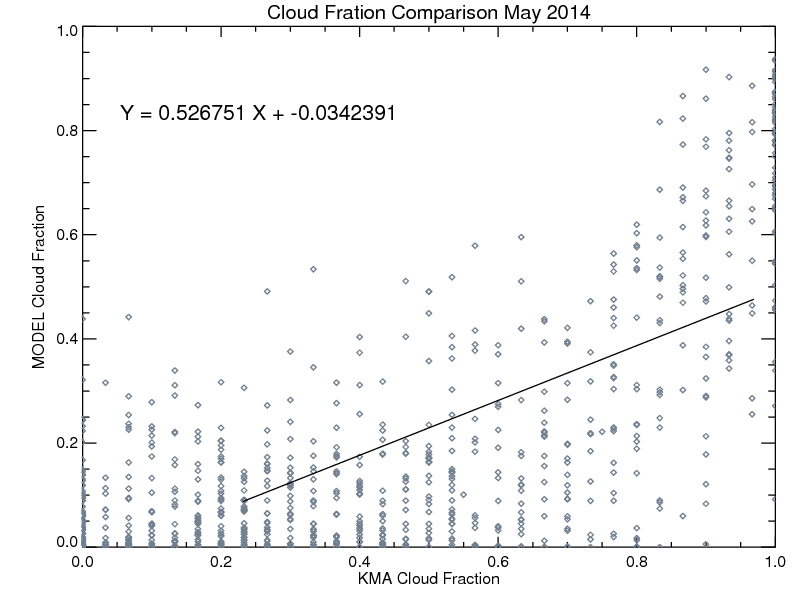 Cloud Fration Comparison May 2014
Y = 0.526751 X + -0.0342391
MODEL Cloud Fraction
1.0
0.8
0.6
0.4
0.2
0.0
0.0 0.2 0.4 0.6 0.8 1.0
KMA Cloud Fraction